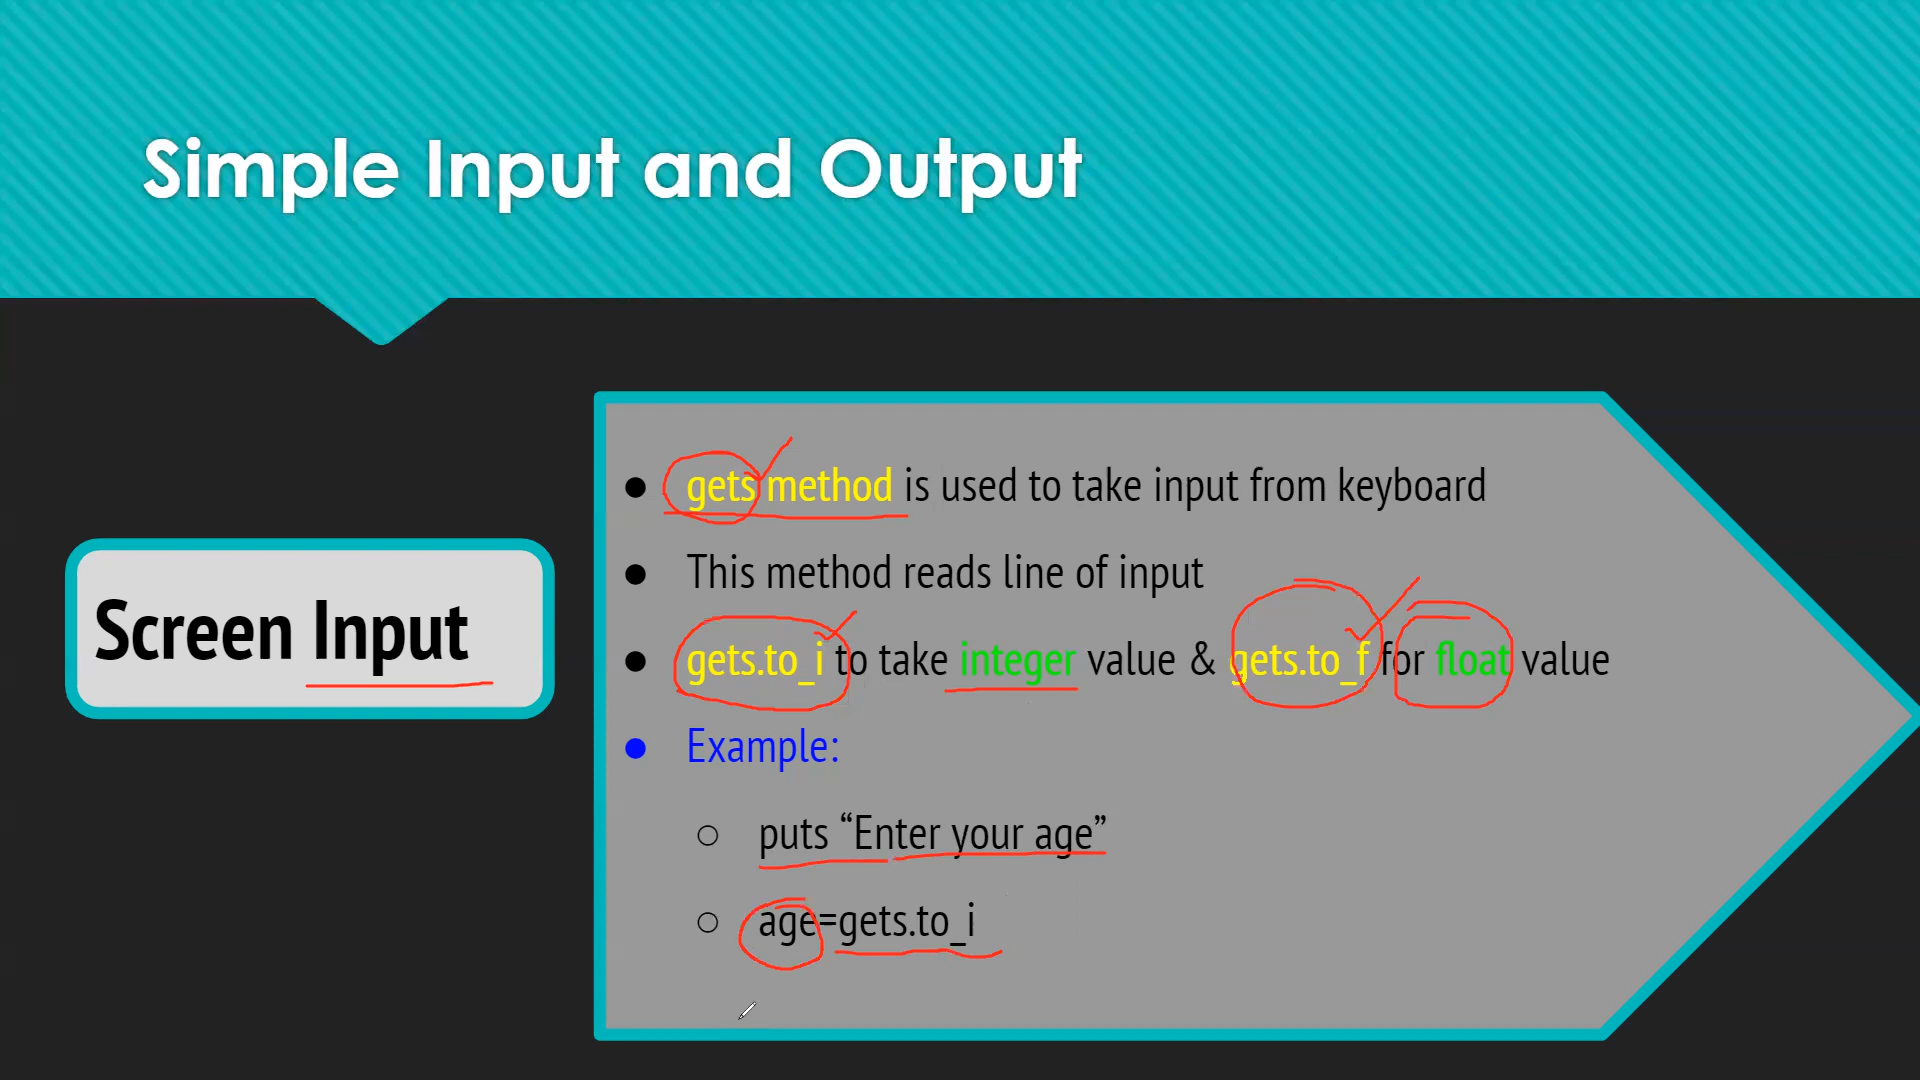 Simple Input and Output
Screen Input
● gets method is used to take input from keyboard
● This method reads line of input
● gets.to_i to take integer value & gets.to_f for float value
● Example:
○ puts “Enter your age”
○ age=gets.to_i